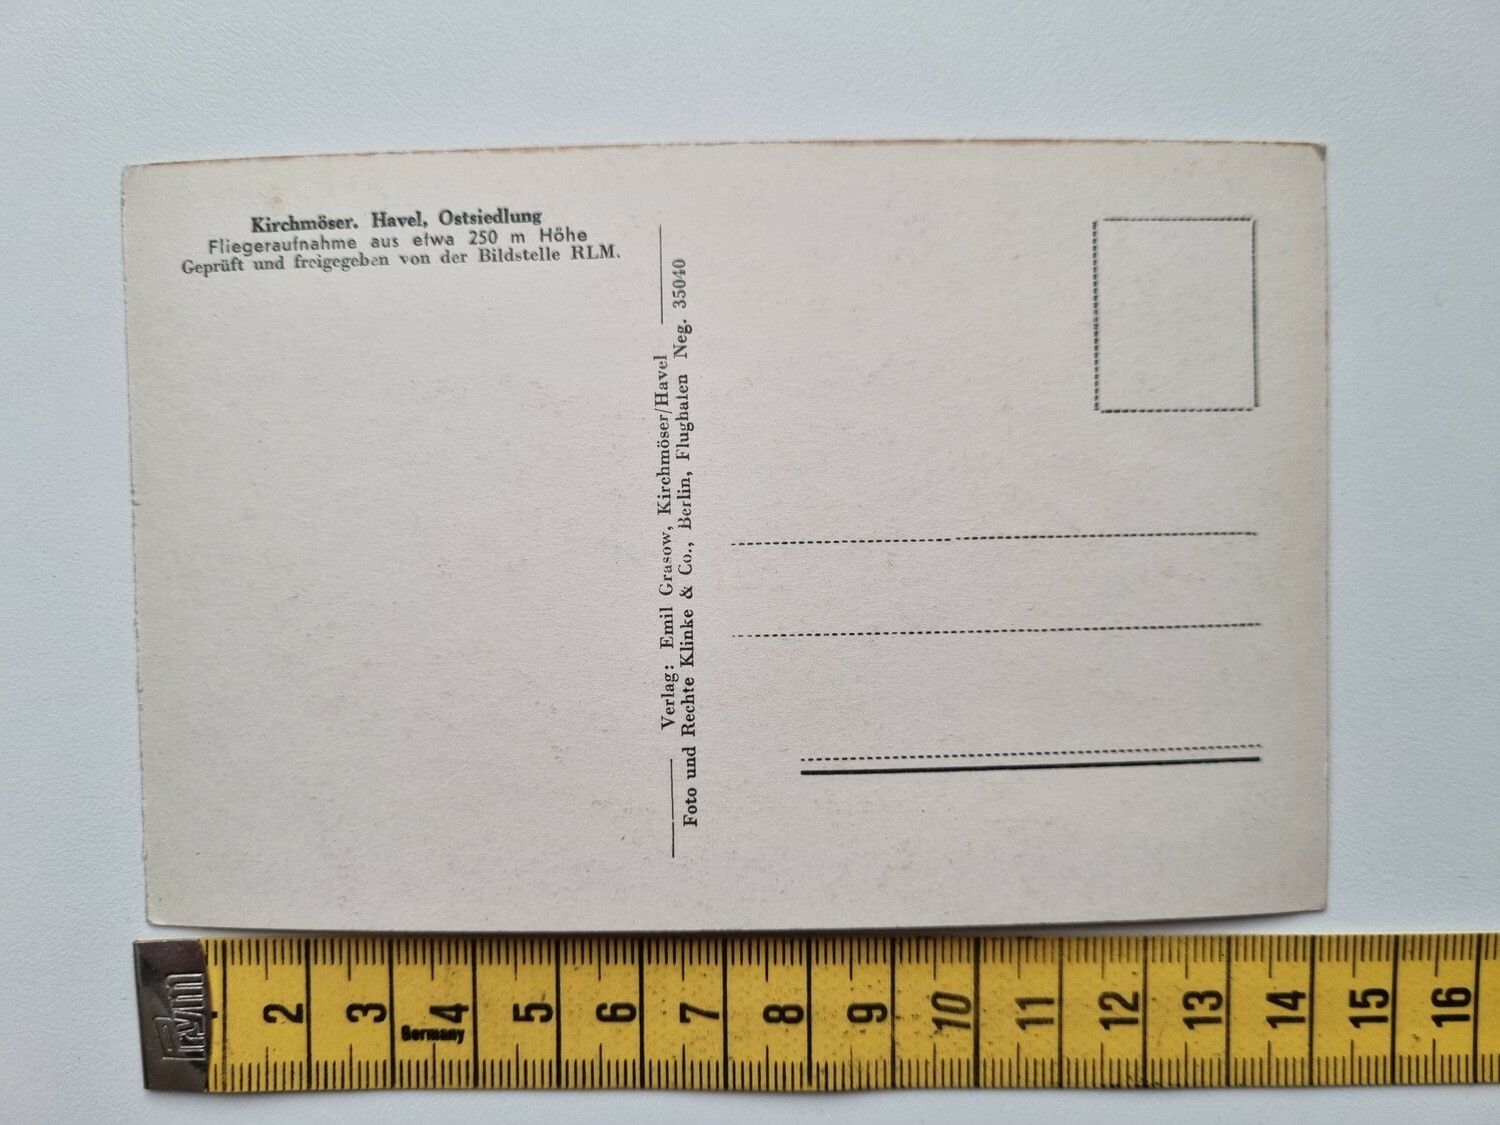 Kirchmöser. Havel, Ostsiedlung
Fliegeraufnahme aus etwa 250 m Höhe
Geprüft und freigegeben von der Bildstelle RLM.
Verlag: Emil Grasow, Kirchmöser/Havel
Foto und Rechte Klinke & Co., Berlin, Flughafen Neg. 35040
Prym
2 3 4 5 6 7 8 9 10 11 12 13 14 15 16
Germany